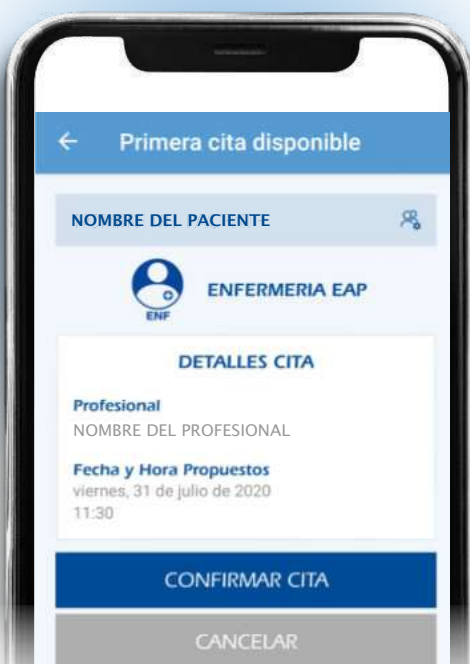 Primera cita disponible
NOMBRE DEL PACIENTE
ENF
ENFERMERIA EAP
DETALLES CITA
Profesional
NOMBRE DEL PROFESIONAL
Fecha y Hora Propuestos
viernes, 31 de julio de 2020
11:30
CONFIRMAR CITA
CANCELAR